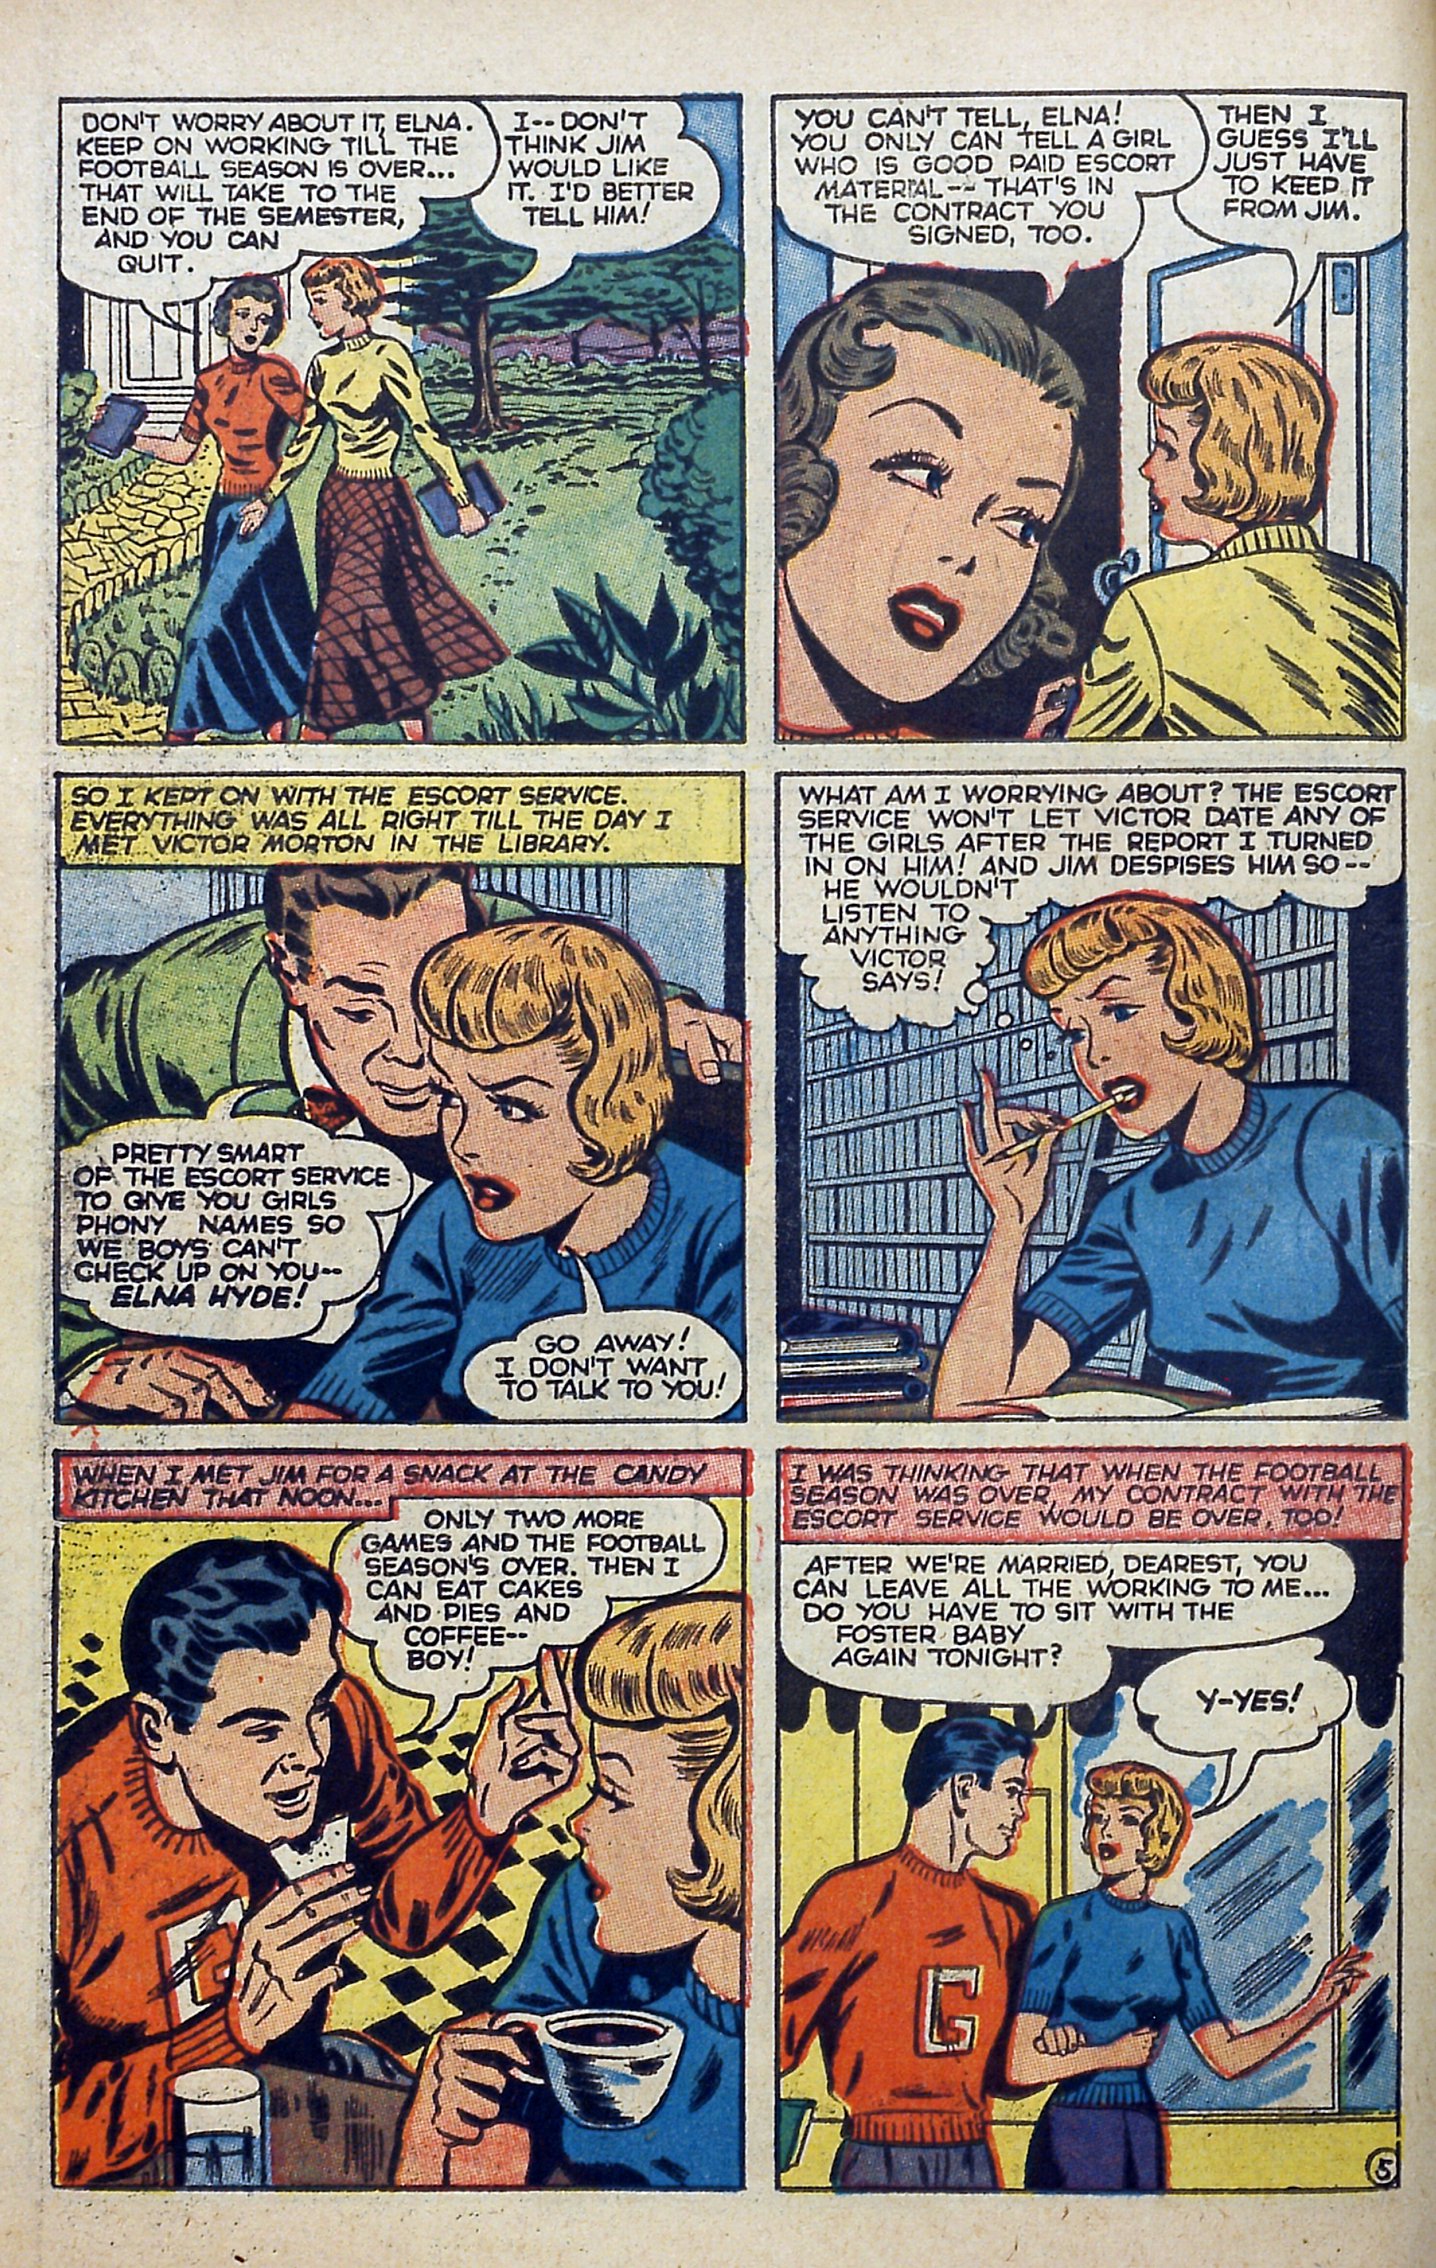 DON'T WORRY ABOUT IT, ELNA.
KEEP ON WORKING TILL THE
FOOTBALL SEASON IS OVER...
THAT WILL TAKE TO THE
END OF THE SEMESTER,
AND YOU CAN
QUIT.
I-- DON'T
THINK JIM
WOULD LIKE
IT. I'D BETTER
TELL HIM!
YOU CAN'T TELL, ELNA!
YOU ONLY CAN TELL A GIRL
WHO IS GOOD PAID ESCORT
MATERIAL-- THAT'S IN
THE CONTRACT YOU
SIGNED, TOO.
THEN I
GUESS I'LL
JUST HAVE
TO KEEP IT
FROM JIM.
SO I KEPT ON WITH THE ESCORT SERVICE.
EVERYTHING WAS ALL RIGHT TILL THE DAY I
MET VICTOR MORTON IN THE LIBRARY.
PRETTY SMART
OF THE ESCORT SERVICE
TO GIVE YOU GIRLS
PHONY NAMES SO
WE BOYS CAN'T
CHECK UP ON YOU--
ELNA HYDE!
GO AWAY!
I DON'T WANT
TO TALK TO YOU!
WHAT AM I WORRYING ABOUT? THE ESCORT
SERVICE WON'T LET VICTOR DATE ANY OF
THE GIRLS AFTER THE REPORT I TURNED
IN ON HIM! AND JIM DESPISES HIM SO--
HE WOULDN'T
LISTEN TO
ANYTHING
VICTOR
SAYS!
WHEN I MET JIM FOR A SNACK AT THE CANDY
KITCHEN THAT NOON...
ONLY TWO MORE
GAMES AND THE FOOTBALL
SEASON'S OVER. THEN I
CAN EAT CAKES
AND PIES AND
COFFEE--
BOY!
I WAS THINKING THAT WHEN THE FOOTBALL
SEASON WAS OVER, MY CONTRACT WITH THE
ESCORT SERVICE WOULD BE OVER, TOO!
AFTER WE'RE MARRIED, DEAREST, YOU
CAN LEAVE ALL THE WORKING TO ME...
DO YOU HAVE TO SIT WITH THE
FOSTER BABY
AGAIN TONIGHT?
Y-YES!
G
5